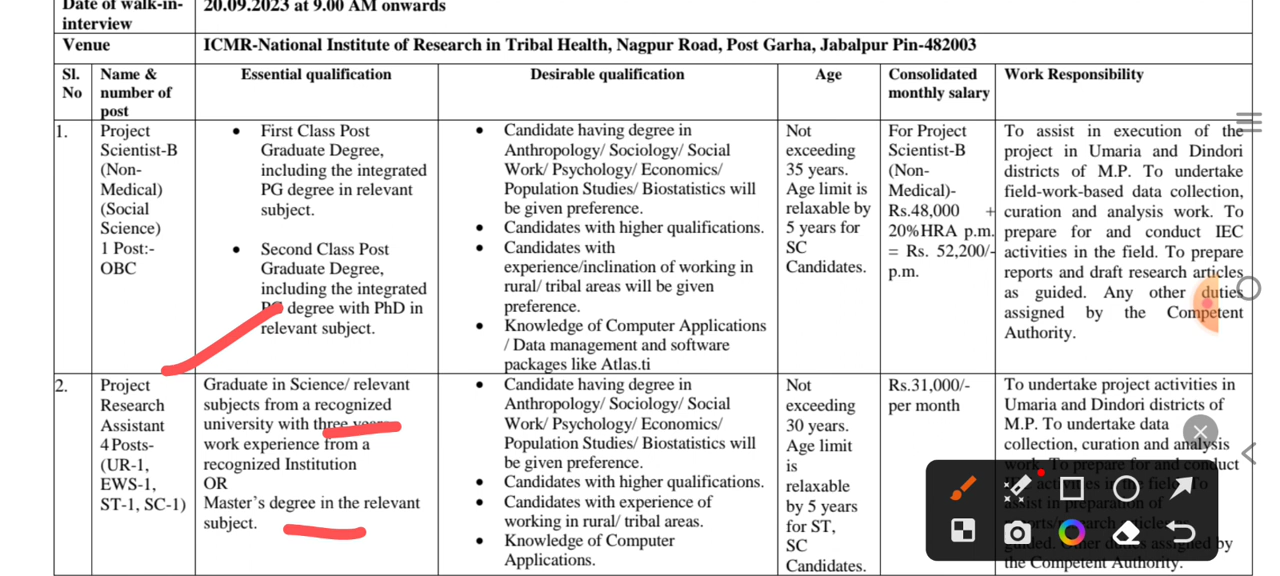 Date of walk-in-
interview
20.09.2023 at 9.00 AM onwards
Venue
ICMR-National Institute of Research in Tribal Health, Nagpur Road, Post Garha, Jabalpur Pin-482003
Sl.
No
Name &
number of
post
Essential qualification
Desirable qualification
Age
Consolidated
monthly salary
Work Responsibility
1.
Project
Scientist-B
(Non-
Medical)
(Social
Science)
1 Post:-
OBC
• First Class Post
Graduate Degree,
including the integrated
PG degree in relevant
subject.
• Second Class Post
Graduate Degree,
including the integrated
PG degree with PhD in
relevant subject.
• Candidate having degree in
Anthropology/ Sociology/ Social
Work/ Psychology/ Economics/
Population Studies/ Biostatistics will
be given preference.
• Candidates with higher qualifications.
• Candidates with
experience/inclination of working in
rural/ tribal areas will be given
preference.
• Knowledge of Computer Applications
/ Data management and software
packages like Atlas.ti
Not
exceeding
35 years.
Age limit is
relaxable by
5 years for
SC
Candidates.
For Project
Scientist-B
(Non-
Medical)-
Rs.48,000 +
20%HRA p.m.
= Rs. 52,200/-
p.m.
To assist in execution of the
project in Umaria and Dindori
districts of M.P. To undertake
field-work-based data collection,
curation and analysis work. To
prepare for and conduct IEC
activities in the field. To prepare
reports and draft research articles
as guided. Any other duties
assigned by the Competent
Authority.
2.
Project
Research
Assistant
4 Posts-
(UR-1,
EWS-1,
ST-1, SC-1)
Graduate in Science/ relevant
subjects from a recognized
university with three years
work experience from a
recognized Institution
OR
Master's degree in the relevant
subject.
• Candidate having degree in
Anthropology/ Sociology/ Social
Work/ Psychology/ Economics/
Population Studies/ Biostatistics will
be given preference.
• Candidates with higher qualifications.
• Candidates with experience of
working in rural/ tribal areas.
• Knowledge of Computer
Applications.
Not
exceeding
30 years.
Age limit
is
relaxable
by 5 years
for ST,
SC
Candidates.
Rs.31,000/-
per month
To undertake project activities in
Umaria and Dindori districts of
M.P. To undertake data
collection, curation and analysis
work. To prepare for and conduct
activities in the field. To
assist in preparation of
articles
guided. Other duties assigned by
the Competent Authority.